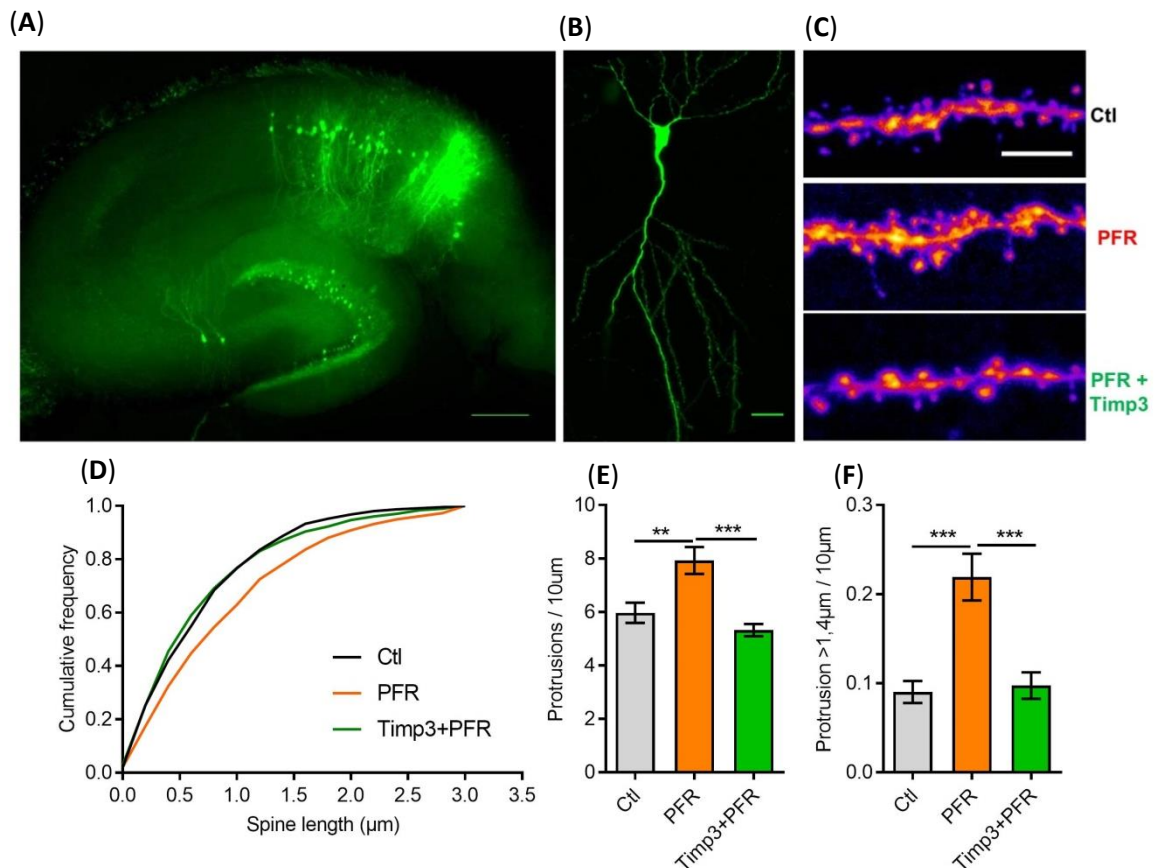 (A)
(B)
(C)
Ctl
PFR
PFR +
Timp3
(D)
Cumulative frequency
1.0
0.8
0.6
0.4
0.2
0.0
Ctl
PFR
Timp3+PFR
0.0 0.5 1.0 1.5 2.0 2.5 3.0 3.5
Spine length (µm)
(E)
Protrusions / 10um
10
8
6
4
2
0
** ***
Ctl
PFR
Timp3+PFR
(F)
Protrusion >1,4µm / 10µm
0.3
0.2
0.1
0.0
*** ***
Ctl
PFR
Timp3+PFR